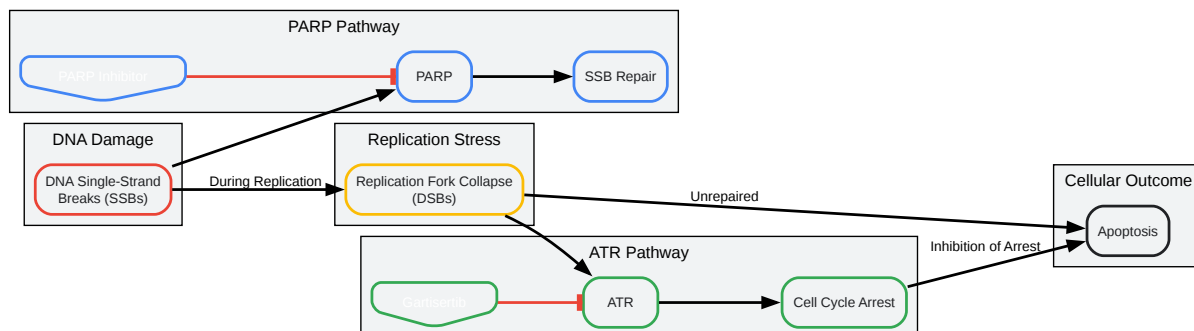 PARP Pathway
PARP Inhibitor
PARP
SSB Repair
DNA Damage
DNA Single-Strand
Breaks (SSBs)
During Replication
Replication Stress
Replication Fork Collapse
(DSBs)
Unrepaired
Cellular Outcome
Apoptosis
Inhibition of Arrest
ATR Pathway
Gartisertib
ATR
Cell Cycle Arrest